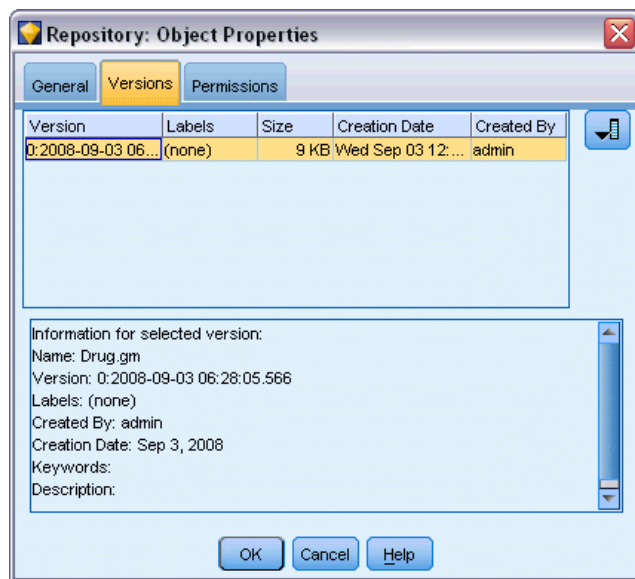 Repository: Object Properties
General Versions Permissions
Version Labels Size Creation Date Created By
0:2008-09-03 06... (none) 9 KB Wed Sep 03 12:... admin
Information for selected version:
Name: Drug.gm
Version: 0:2008-09-03 06:28:05.566
Labels: (none)
Created By: admin
Creation Date: Sep 3, 2008
Keywords:
Description:
OK Cancel Help